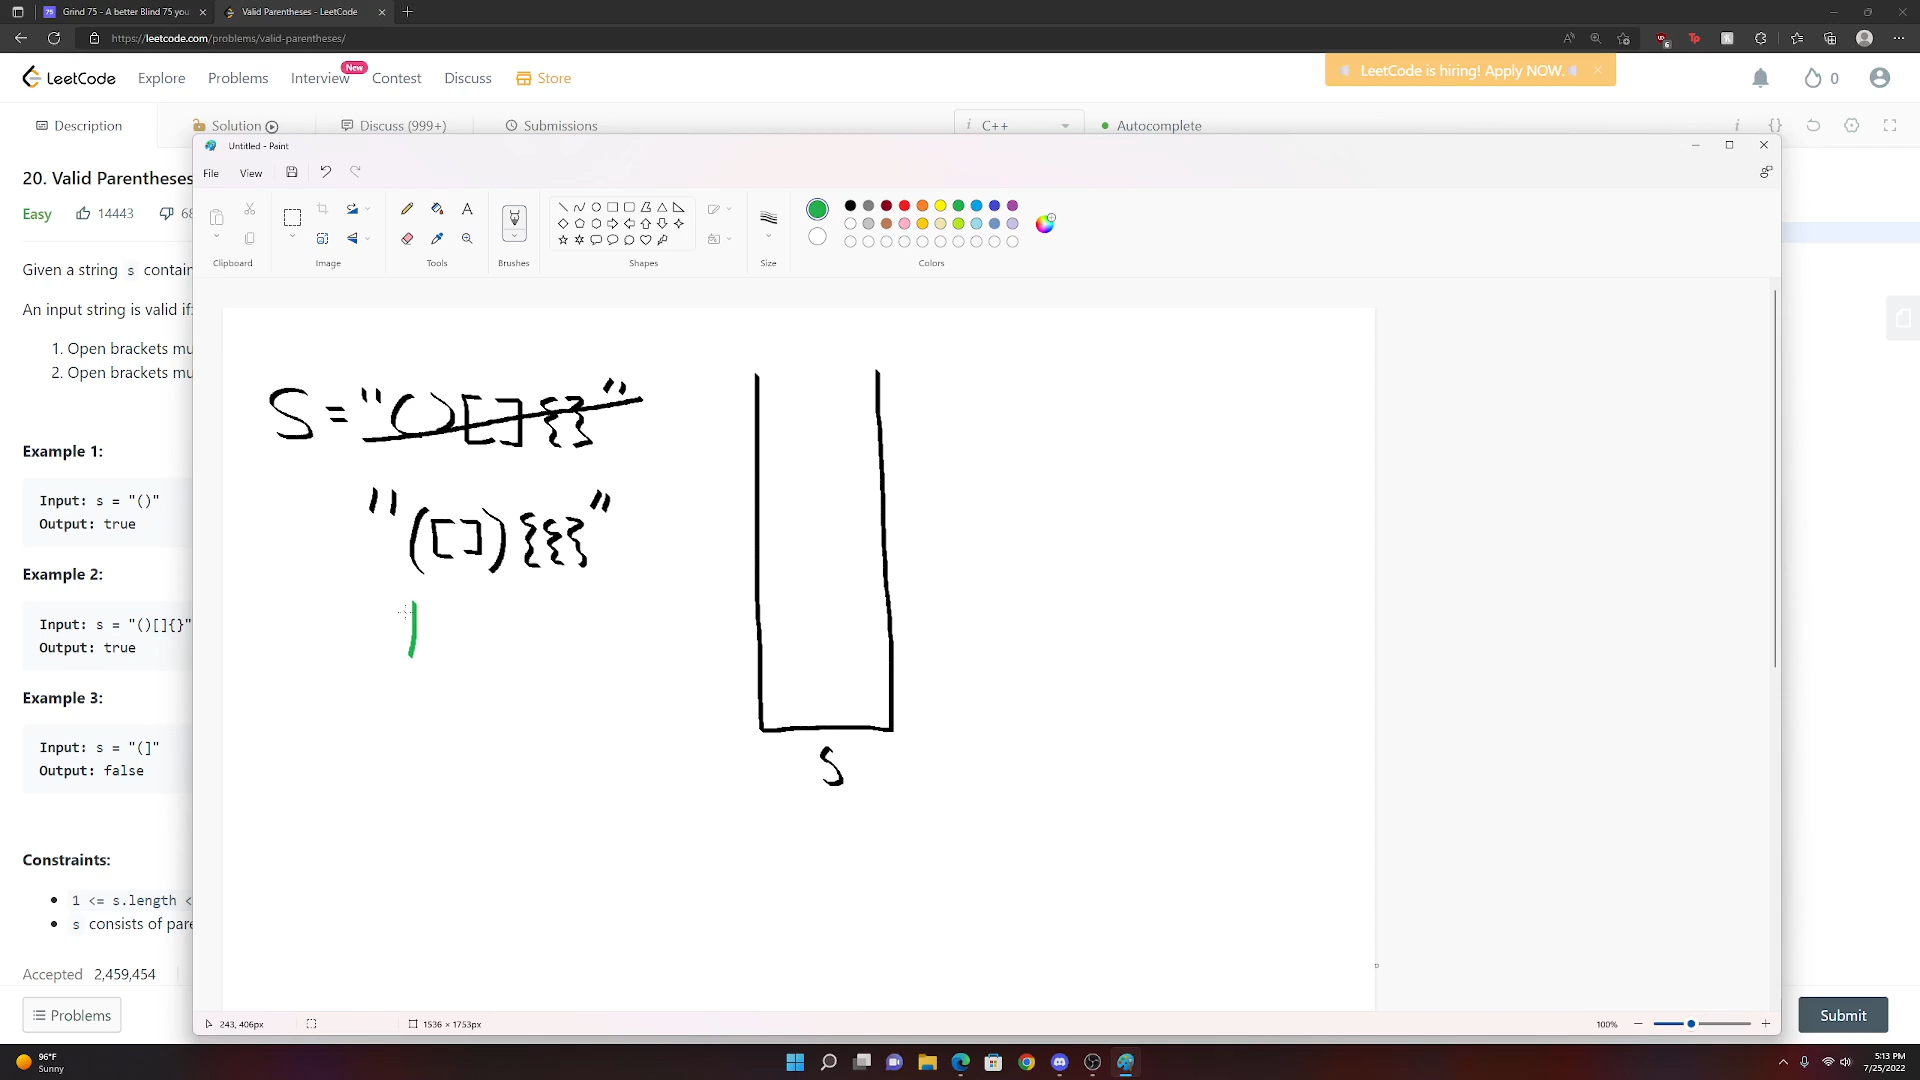 Grind 75 - A better Blind 75 you
Valid Parentheses - LeetCode
https://leetcode.com/problems/valid-parentheses/
LeetCode
Explore
Problems
Interview
New
Contest
Discuss
Store
LeetCode is hiring! Apply NOW.
0
Description
Solution
Discuss (999+)
Submissions
C++
Autocomplete
Untitled - Paint
File
View
Clipboard
Image
Tools
Brushes
Shapes
Size
Colors
20. Valid Parentheses
Easy
14443
68
Given a string s contain
An input string is valid if:
1. Open brackets mu
2. Open brackets mu
Example 1:
Input: s = "()"
Output: true
Example 2:
Input: s = "()[]{}"
Output: true
Example 3:
Input: s = "(]"
Output: false
Constraints:
1 <= s.length <
s consists of pare
Accepted 2,459,454
Problems
S="()[]{}"
"([]){{}"
S
243, 406px
1536 × 1753px
100%
Submit
96°F
Sunny
5:13 PM
7/25/2022